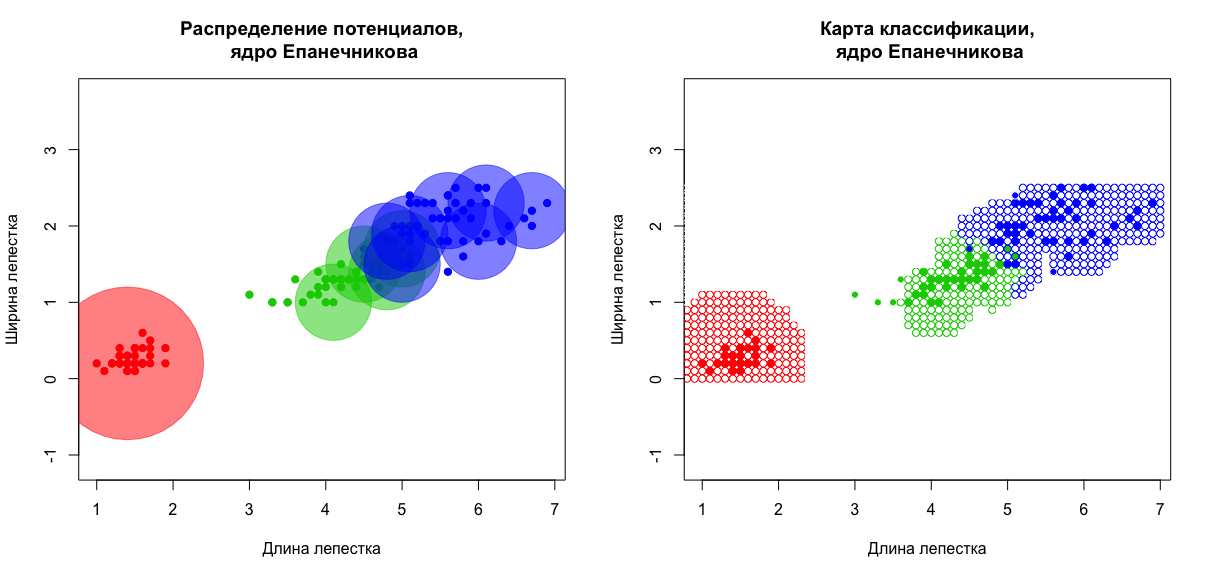 Распределение потенциалов,
ядро Епанечникова
Ширина лепестка
3
2
1
0
-1
1 2 3 4 5 6 7
Длина лепестка
Карта классификации,
ядро Епанечникова
Ширина лепестка
3
2
1
0
-1
1 2 3 4 5 6 7
Длина лепестка